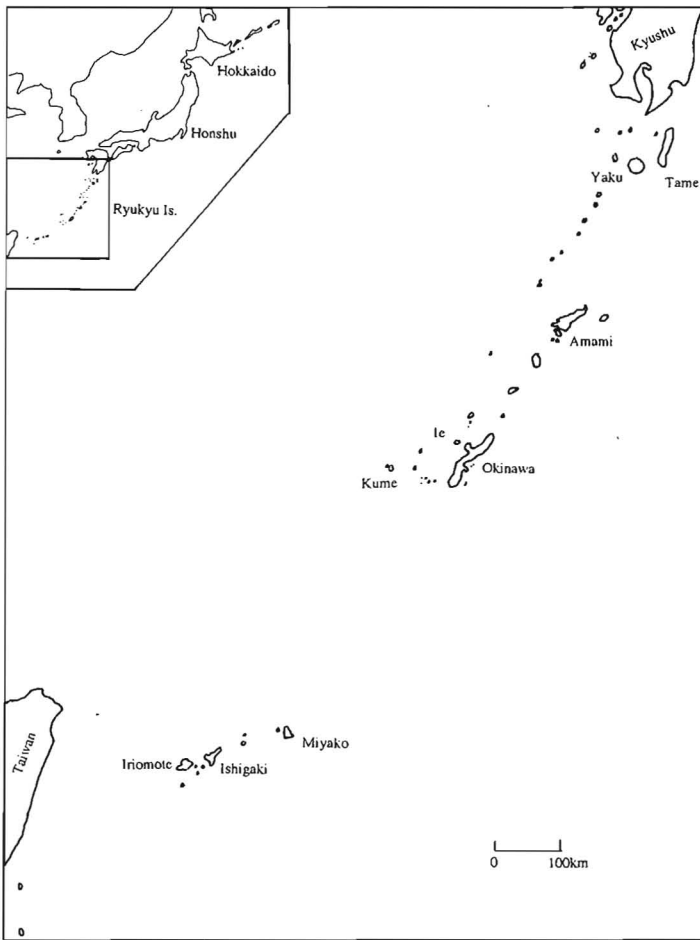 Hokkaido
Honshu
Ryukyu Is.
Kyushu
Yaku
Tame
Amami
Ie
Okinawa
Kume
Taiwan
Miyako
Iriomote
Ishigaki
0 100km